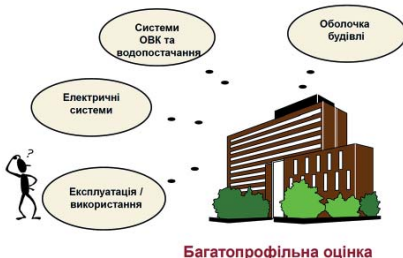 Системи
ОВК та
водопостачання
Оболочка
будівлі
Електричні
системи
?
Експлуатація /
використання
Багатопрофільна оцінка